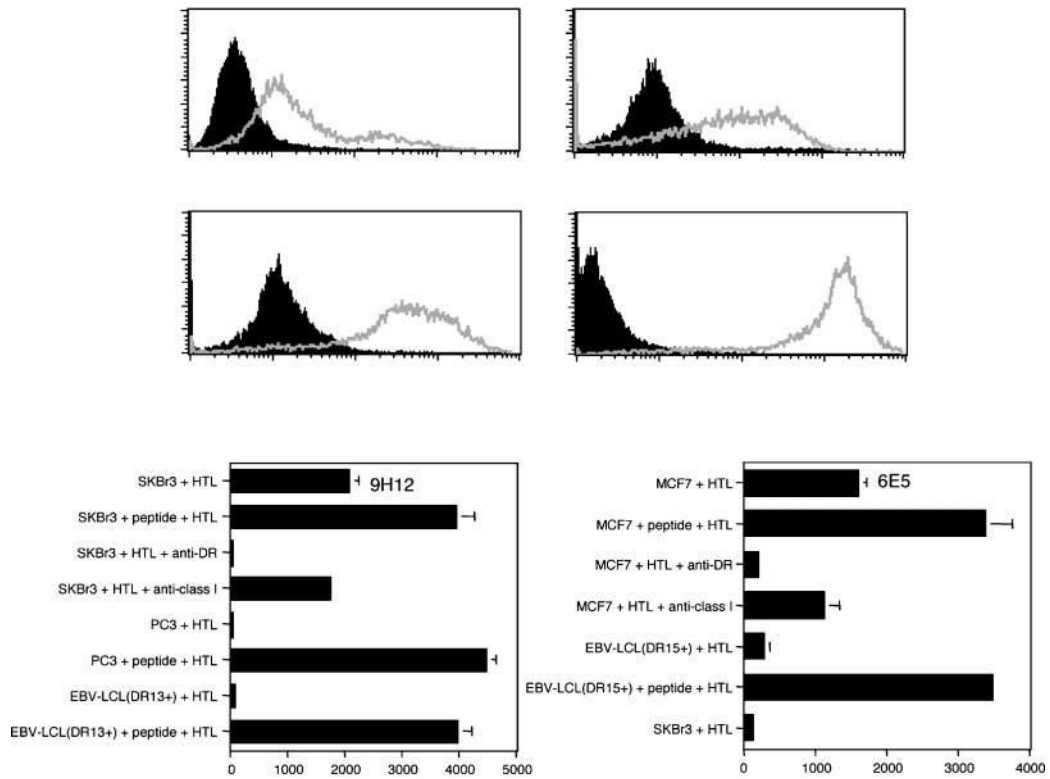 SKBr3 + HTL
9H12
SKBr3 + peptide + HTL
SKBr3 + HTL + anti-DR
SKBr3 + HTL + anti-class I
PC3 + HTL
PC3 + peptide + HTL
EBV-LCL(DR13+) + HTL
EBV-LCL(DR13+) + peptide + HTL
0 1000 2000 3000 4000 5000
MCF7 + HTL
6E5
MCF7 + peptide + HTL
MCF7 + HTL + anti-DR
MCF7 + HTL + anti-class I
EBV-LCL(DR15+) + HTL
EBV-LCL(DR15+) + peptide + HTL
SKBr3 + HTL
0 1000 2000 3000 4000